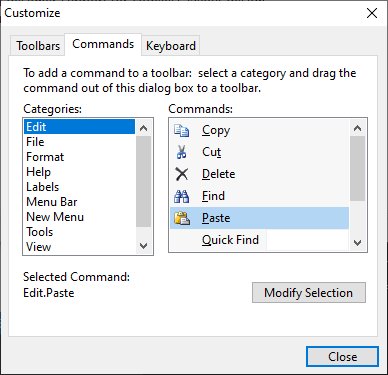 Customize
Toolbars Commands Keyboard
To add a command to a toolbar: select a category and drag the
command out of this dialog box to a toolbar.
Categories:
Edit
File
Format
Help
Labels
Menu Bar
New Menu
Tools
View
Commands:
Copy
Cut
Delete
Find
Paste
Quick Find
Selected Command:
Edit.Paste
Modify Selection
Close